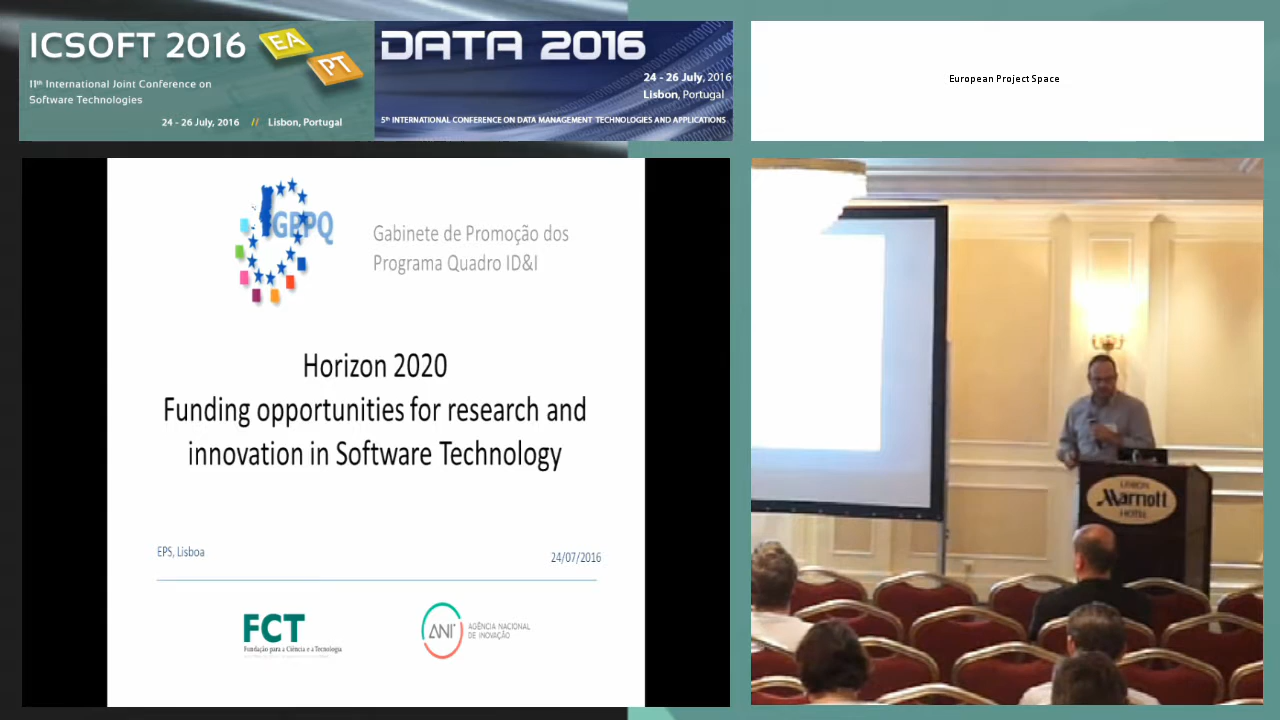 ICSOFT 2016
EA
PT
11th International Joint Conference on
Software Technologies
24 - 26 July, 2016 // Lisbon, Portugal
DATA 2016
24 - 26 July, 2016
Lisbon, Portugal
5th INTERNATIONAL CONFERENCE ON DATA MANAGEMENT TECHNOLOGIES AND APPLICATIONS
European Project Space
GPPQ
Gabinete de Promoção dos
Programa Quadro ID&I
Horizon 2020
Funding opportunities for research and
innovation in Software Technology
EPS, Lisboa
24/07/2016
FCT
Fundação para a Ciência e a Tecnologia
ANI
AGÊNCIA NACIONAL
DE INOVAÇÃO
LISBON
Marriott
HOTEL